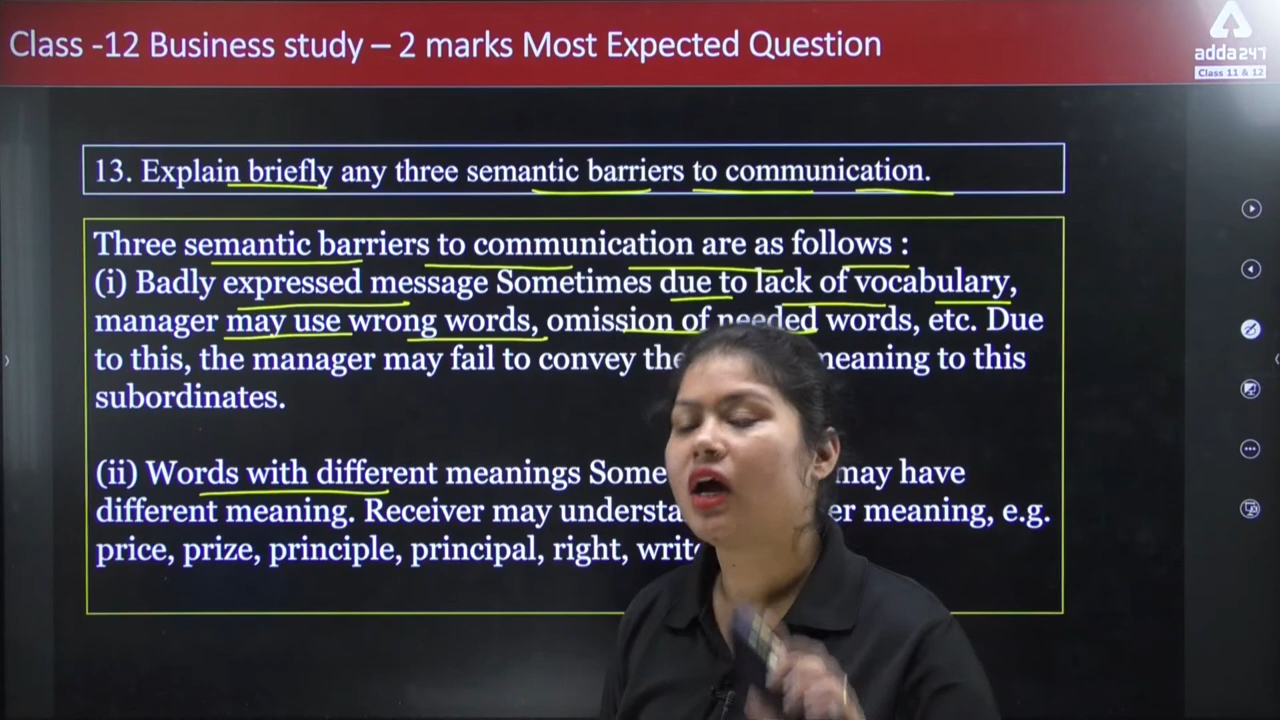 Class -12 Business study – 2 marks Most Expected Question
adda247
Class 11 & 12
13. Explain briefly any three semantic barriers to communication.
Three semantic barriers to communication are as follows :
(i) Badly expressed message Sometimes due to lack of vocabulary,
manager may use wrong words, omission of needed words, etc. Due
to this, the manager may fail to convey the meaning to this
subordinates.
(ii) Words with different meanings may have
different meaning. Receiver may meaning, e.g.
price, prize, principle, principal, right,